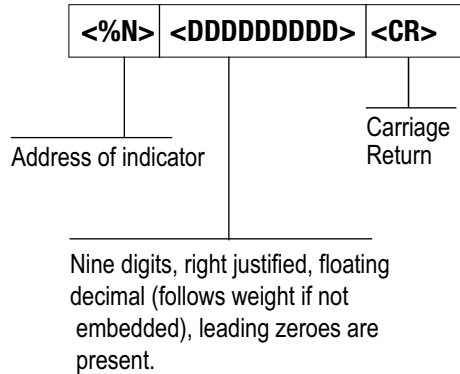 <%N> <DDDDDDDDD> <CR>
Address of indicator
Carriage
Return
Nine digits, right justified, floating
decimal (follows weight if not
embedded), leading zeroes are
present.